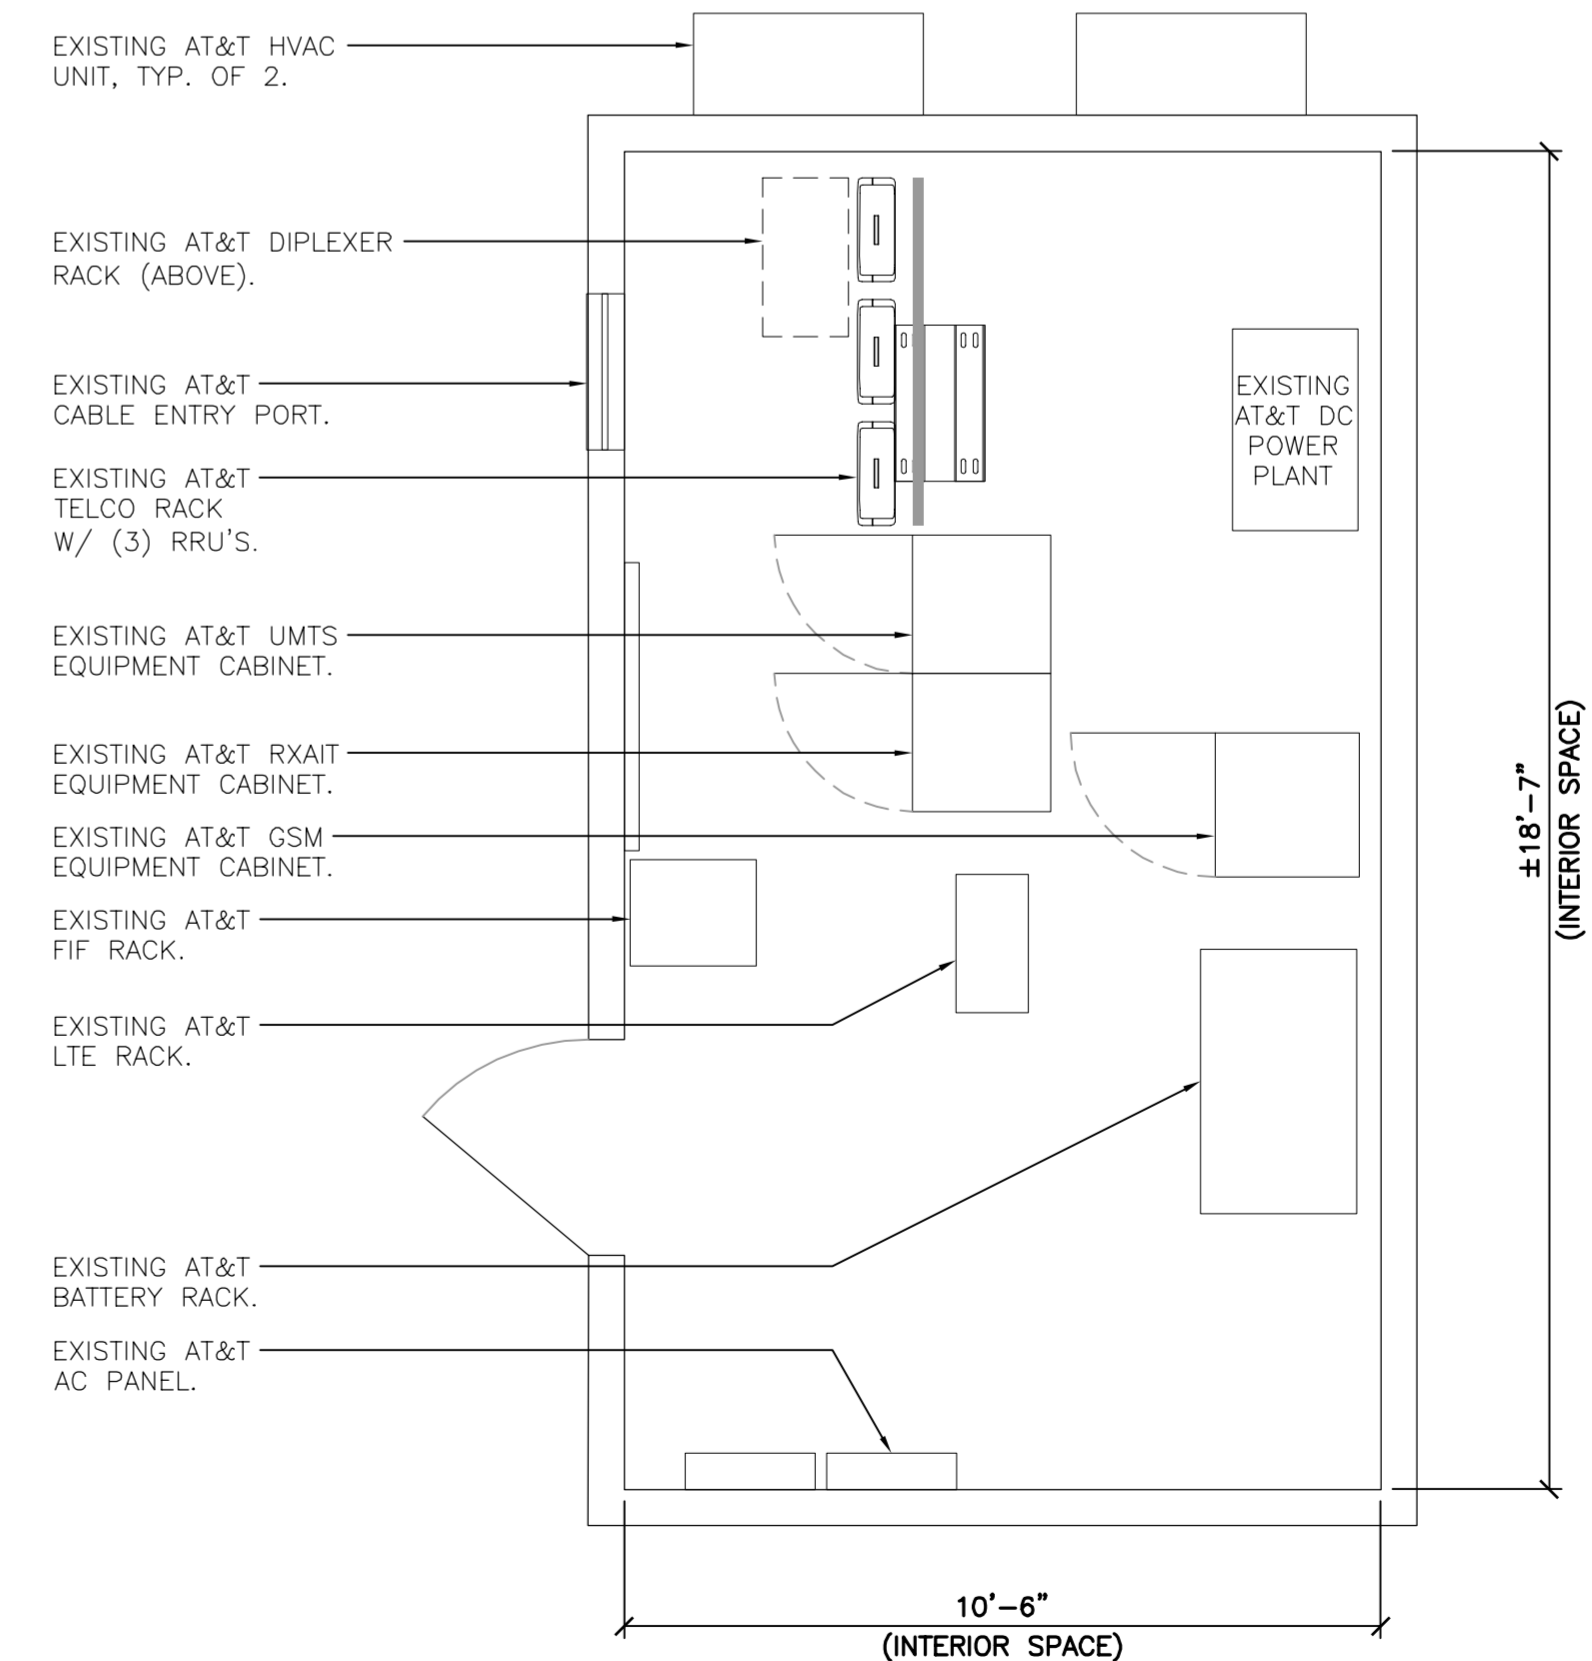 EXISTING AT&T HVAC
UNIT, TYP. OF 2.
EXISTING AT&T DIPLEXER
RACK (ABOVE).
EXISTING AT&T
CABLE ENTRY PORT.
EXISTING AT&T
TELCO RACK
W/ (3) RRU'S.
EXISTING AT&T UMTS
EQUIPMENT CABINET.
EXISTING AT&T RXAIT
EQUIPMENT CABINET.
EXISTING AT&T GSM
EQUIPMENT CABINET.
EXISTING AT&T
FIF RACK.
EXISTING AT&T
LTE RACK.
EXISTING AT&T
BATTERY RACK.
EXISTING AT&T
AC PANEL.
EXISTING
AT&T DC
POWER
PLANT
±18'-7"
(INTERIOR SPACE)
10'-6"
(INTERIOR SPACE)